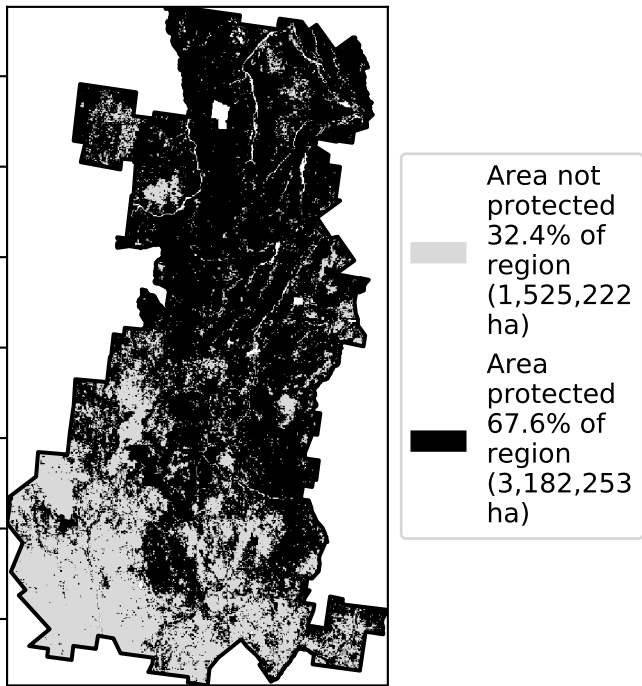 Area not
protected
32.4% of
region
(1,525,222
ha)
Area
protected
67.6% of
region
(3,182,253
ha)